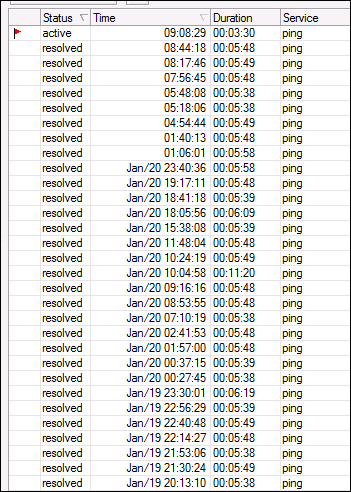 Status Time Duration Service
active 09:08:29 00:03:30 ping
resolved 08:44:18 00:05:48 ping
resolved 08:17:46 00:05:49 ping
resolved 07:56:45 00:05:48 ping
resolved 05:48:08 00:05:38 ping
resolved 05:18:06 00:05:38 ping
resolved 04:54:44 00:05:49 ping
resolved 01:40:13 00:05:48 ping
resolved 01:06:01 00:05:58 ping
resolved Jan/20 23:40:36 00:05:58 ping
resolved Jan/20 19:17:11 00:05:48 ping
resolved Jan/20 18:41:18 00:05:39 ping
resolved Jan/20 18:05:56 00:06:09 ping
resolved Jan/20 15:38:08 00:05:39 ping
resolved Jan/20 11:48:04 00:05:48 ping
resolved Jan/20 10:24:19 00:05:49 ping
resolved Jan/20 10:04:58 00:11:20 ping
resolved Jan/20 09:16:16 00:05:48 ping
resolved Jan/20 08:53:55 00:05:48 ping
resolved Jan/20 07:10:19 00:05:38 ping
resolved Jan/20 02:41:53 00:05:48 ping
resolved Jan/20 01:57:00 00:05:48 ping
resolved Jan/20 00:37:15 00:05:39 ping
resolved Jan/20 00:27:45 00:05:38 ping
resolved Jan/19 23:30:01 00:06:19 ping
resolved Jan/19 22:56:29 00:05:39 ping
resolved Jan/19 22:40:48 00:05:49 ping
resolved Jan/19 22:14:27 00:05:48 ping
resolved Jan/19 21:53:06 00:05:38 ping
resolved Jan/19 21:30:24 00:05:49 ping
resolved Jan/19 20:13:10 00:05:38 ping